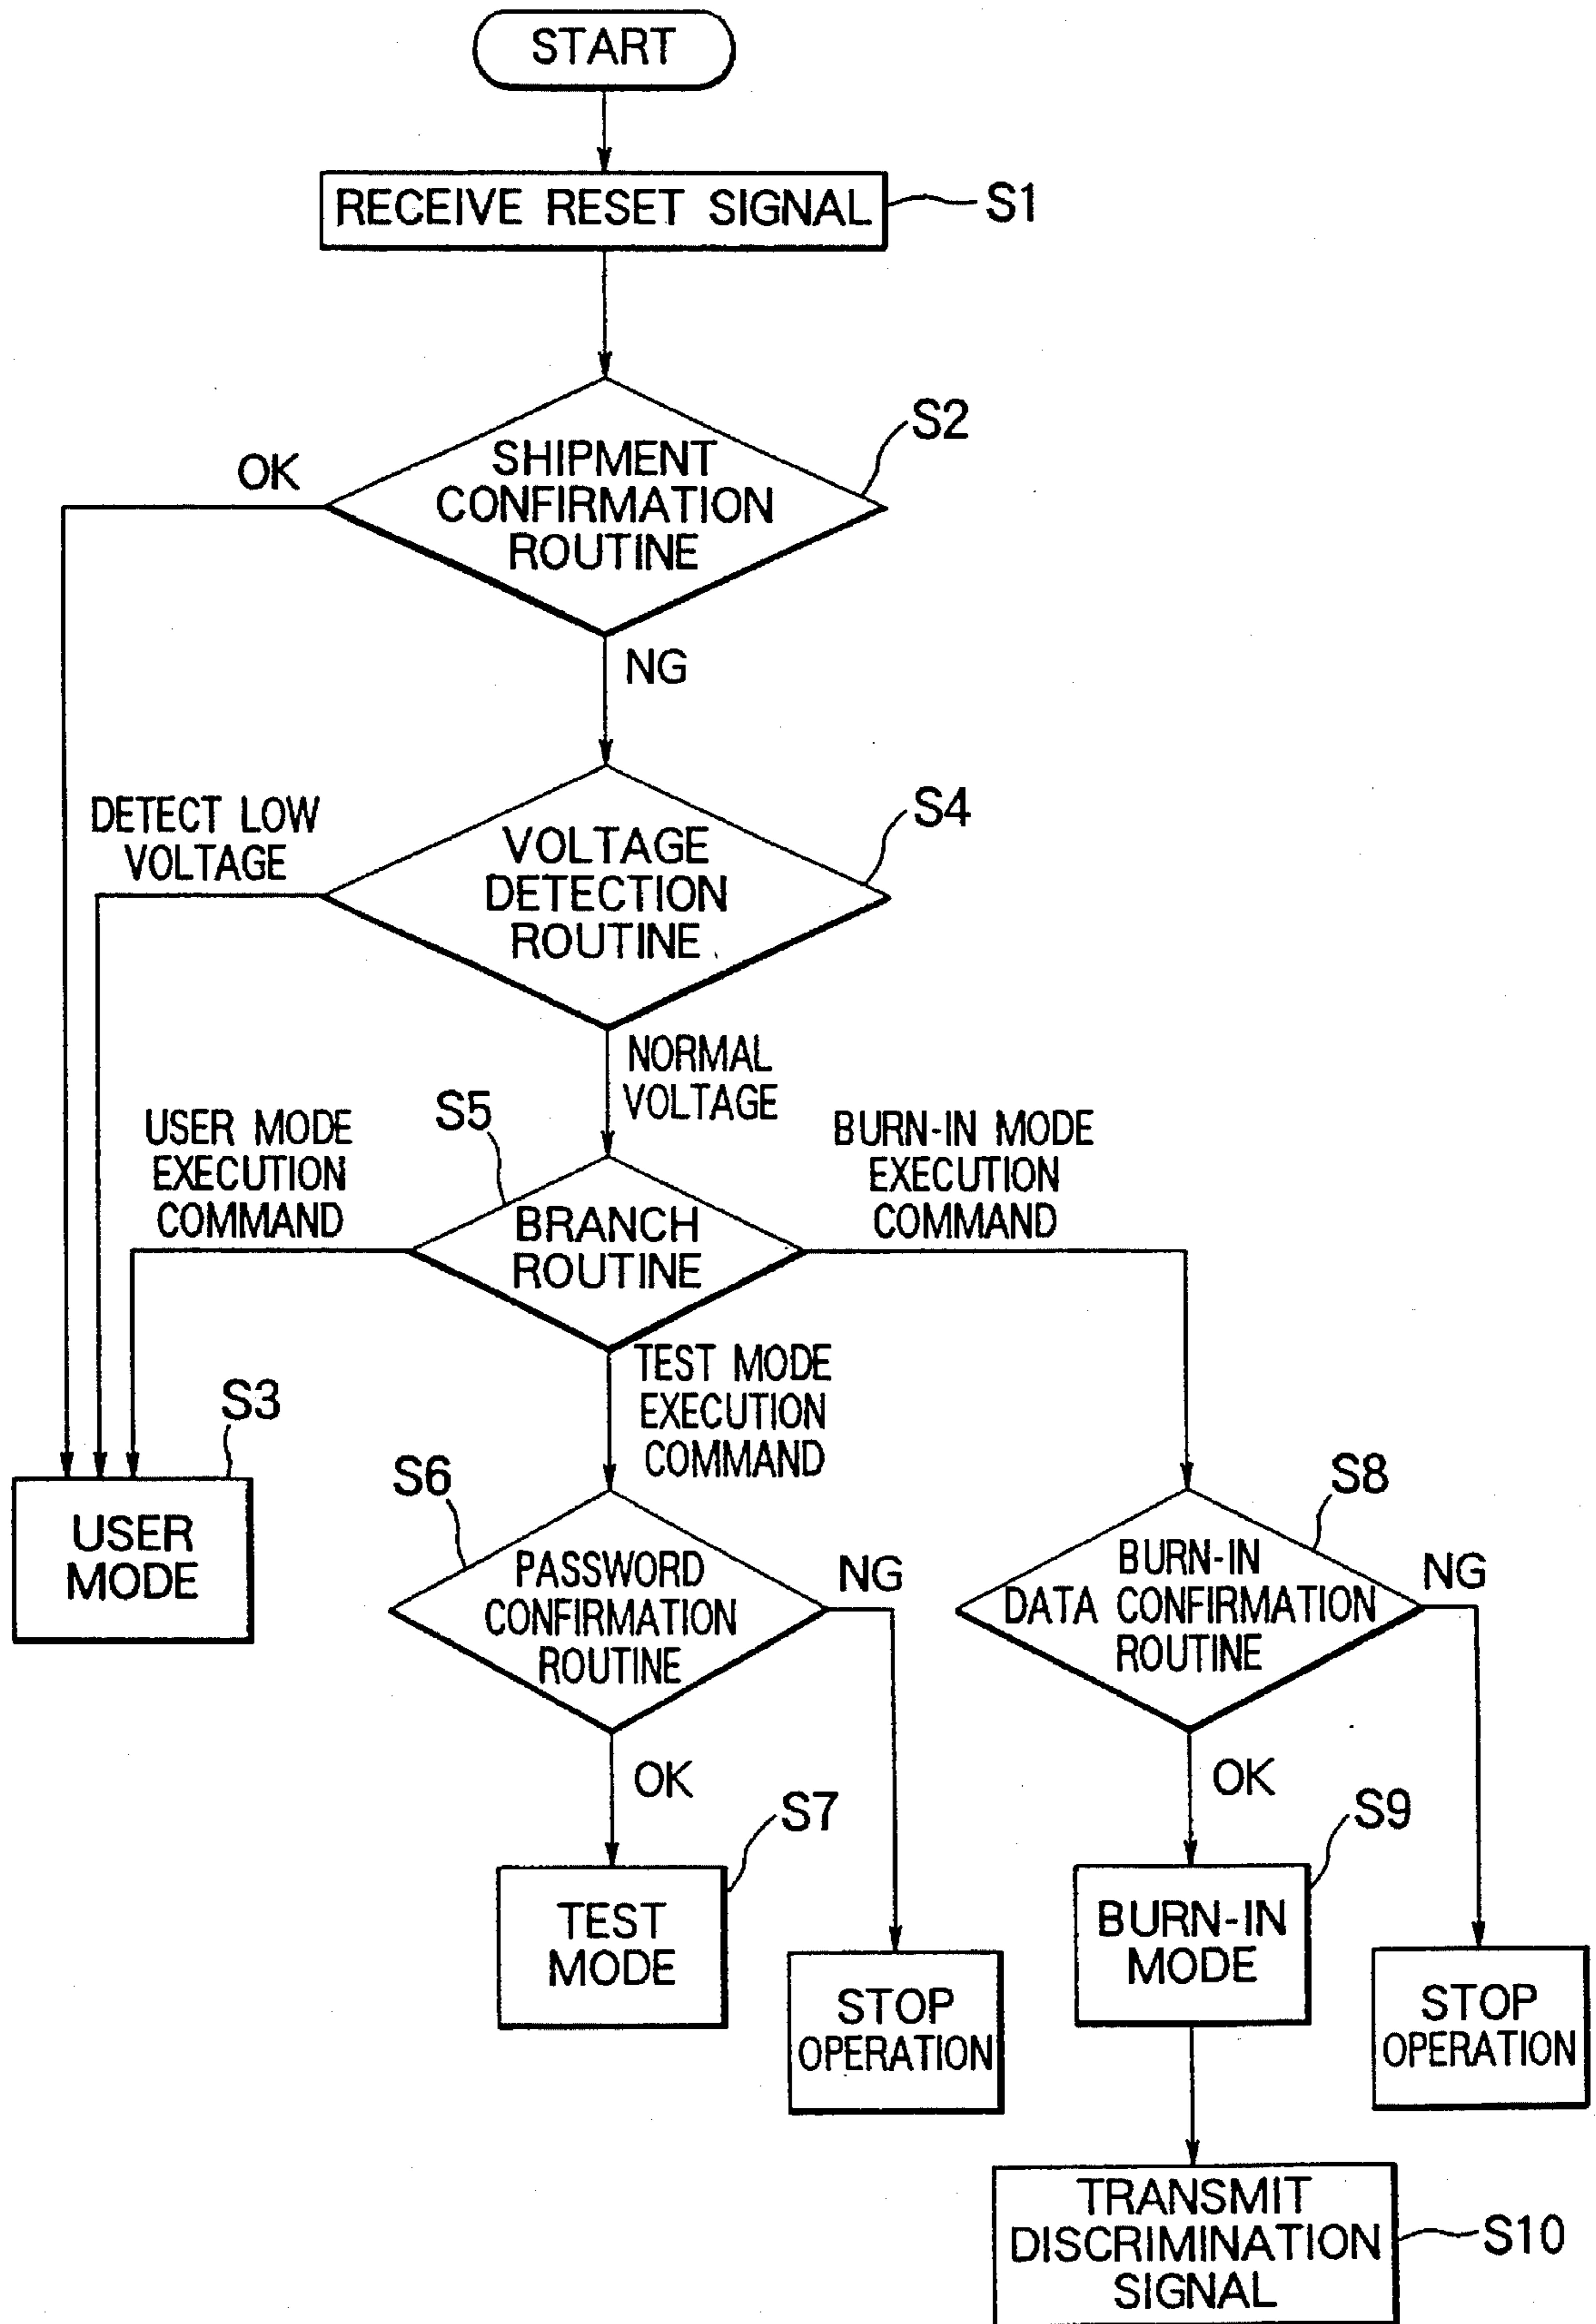 START
RECEIVE RESET SIGNAL
S1
S2
OK
SHIPMENT
CONFIRMATION
ROUTINE
NG
S4
DETECT LOW
VOLTAGE
VOLTAGE
DETECTION
ROUTINE
NORMAL
VOLTAGE
S5
USER MODE
EXECUTION
COMMAND
BURN-IN MODE
EXECUTION
COMMAND
BRANCH
ROUTINE
TEST MODE
EXECUTION
COMMAND
S3
USER
MODE
S6
PASSWORD
CONFIRMATION
ROUTINE
NG
S8
BURN-IN
DATA CONFIRMATION
ROUTINE
NG
OK
OK
S7
TEST
MODE
STOP
OPERATION
S9
BURN-IN
MODE
STOP
OPERATION
TRANSMIT
DISCRIMINATION
SIGNAL
S10